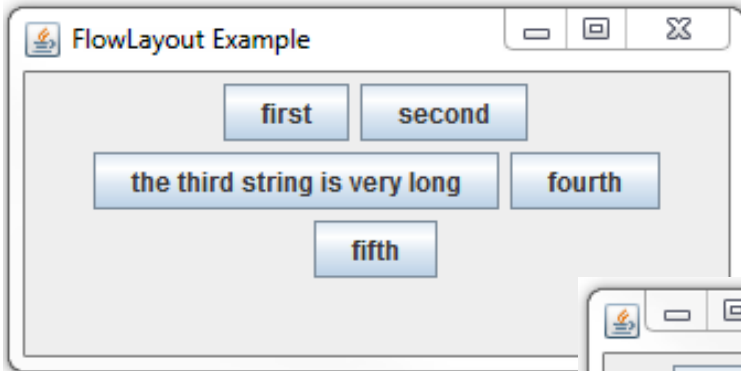 FlowLayout Example
first second
the third string is very long fourth
fifth